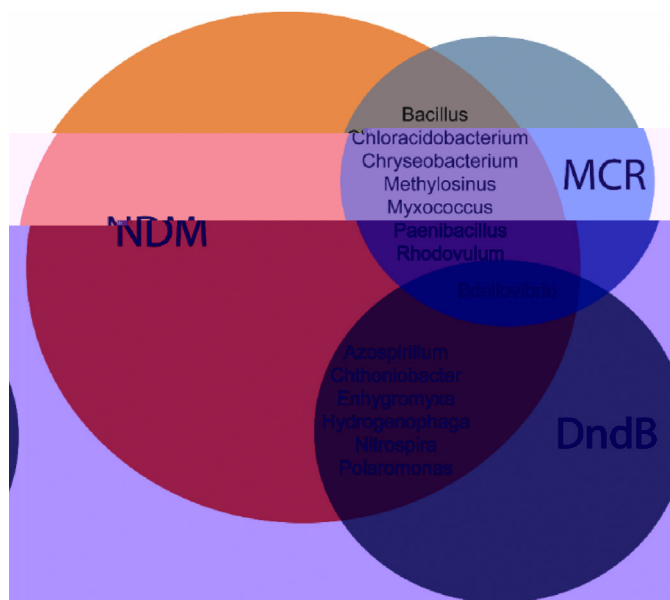 Bacillus
Chloracidobacterium
Chryseobacterium
MCR
Methylosinus
Myxococcus
NDM
Paenibacillus
Rhodovulum
Bdellovibrio
Azospirillum
Chthoniobacter
Enhygromyxa
Hydrogenophaga
DndB
Nitrospira
Polaromonas